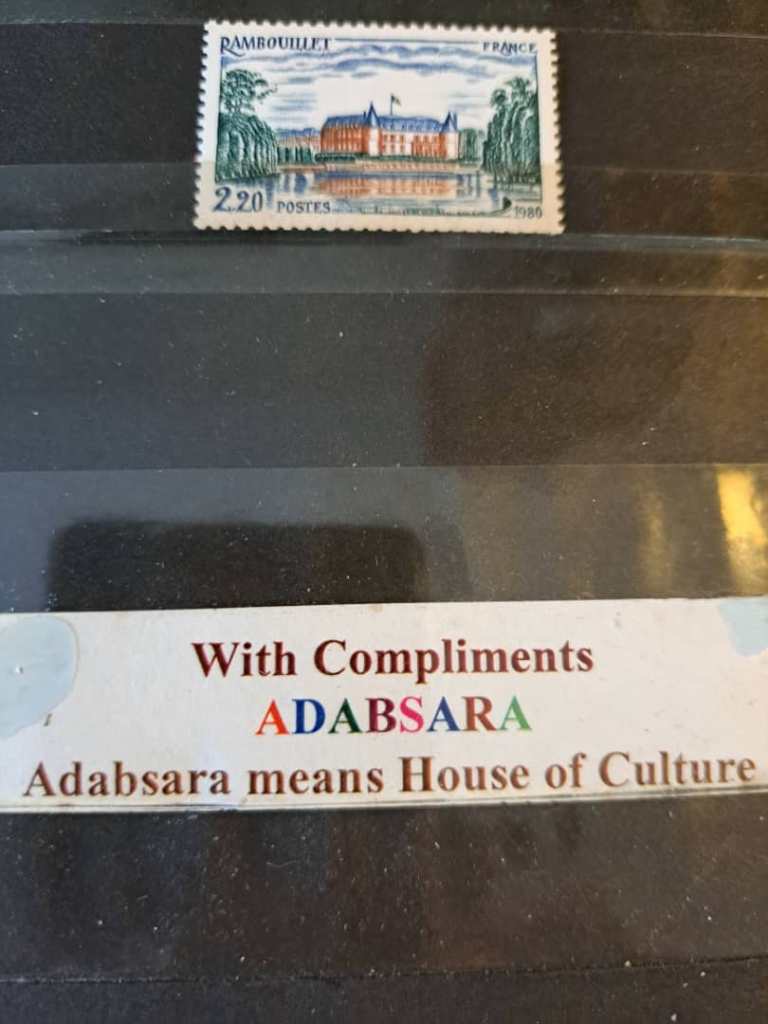 RAMBOUILLET FRANCE
2.20 POSTES 1980
With Compliments
ADABSARA
Adabsara means House of Culture